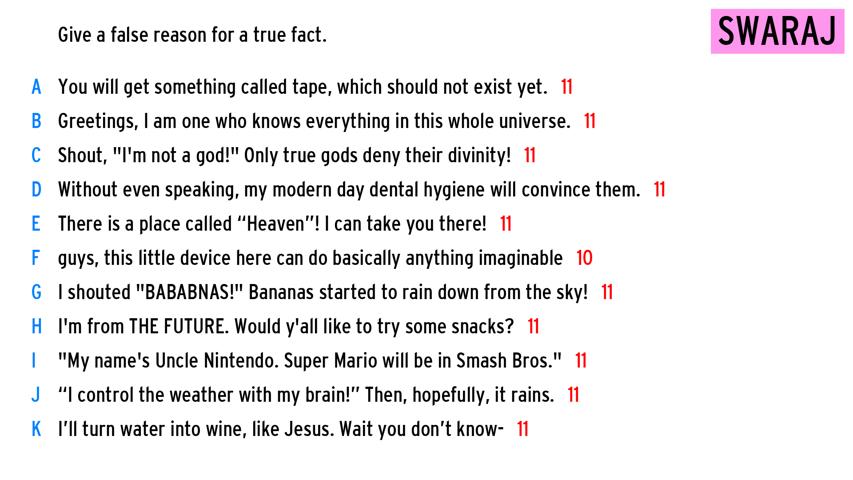 Give a false reason for a true fact.
SWARAJ
A You will get something called tape, which should not exist yet. 11
B Greetings, I am one who knows everything in this whole universe. 11
C Shout, "I'm not a god!" Only true gods deny their divinity! 11
D Without even speaking, my modern day dental hygiene will convince them. 11
E There is a place called “Heaven”! I can take you there! 11
F guys, this little device here can do basically anything imaginable 10
G I shouted "BABABNAS!" Bananas started to rain down from the sky! 11
H I'm from THE FUTURE. Would y'all like to try some snacks? 11
I "My name's Uncle Nintendo. Super Mario will be in Smash Bros." 11
J “I control the weather with my brain!” Then, hopefully, it rains. 11
K I’ll turn water into wine, like Jesus. Wait you don’t know- 11